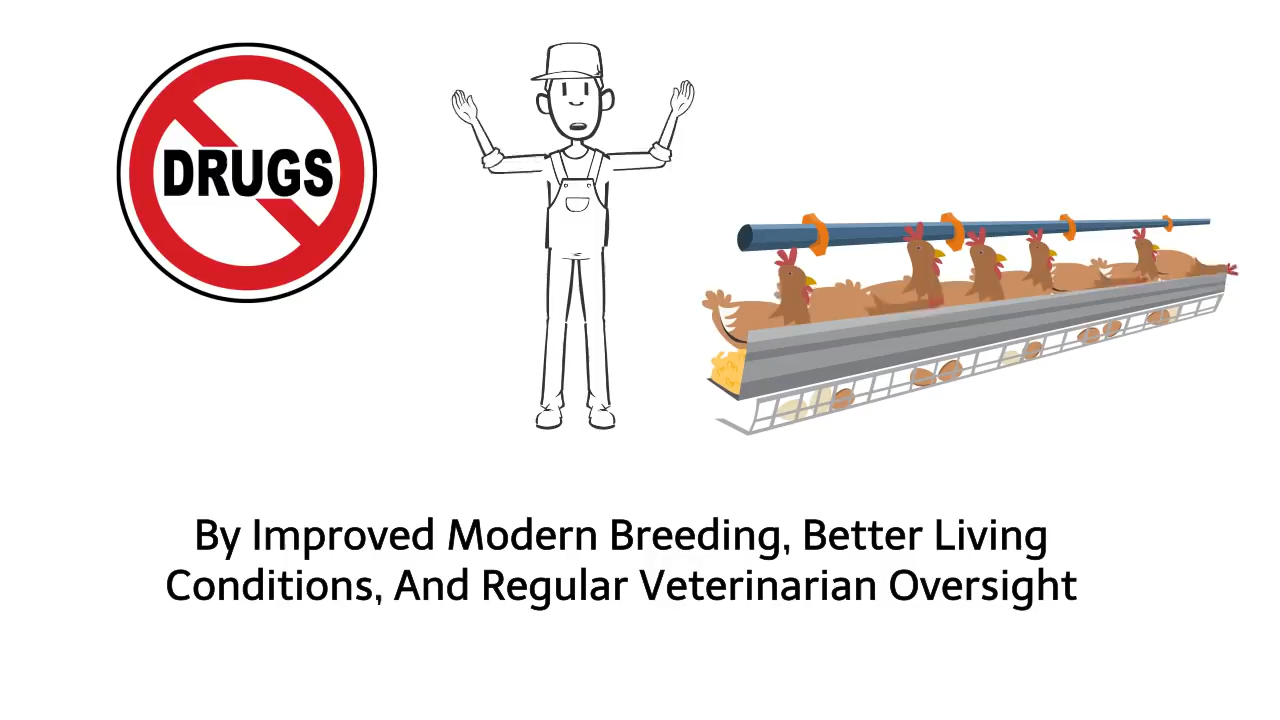 DRUGS
By Improved Modern Breeding, Better Living
Conditions, And Regular Veterinarian Oversight